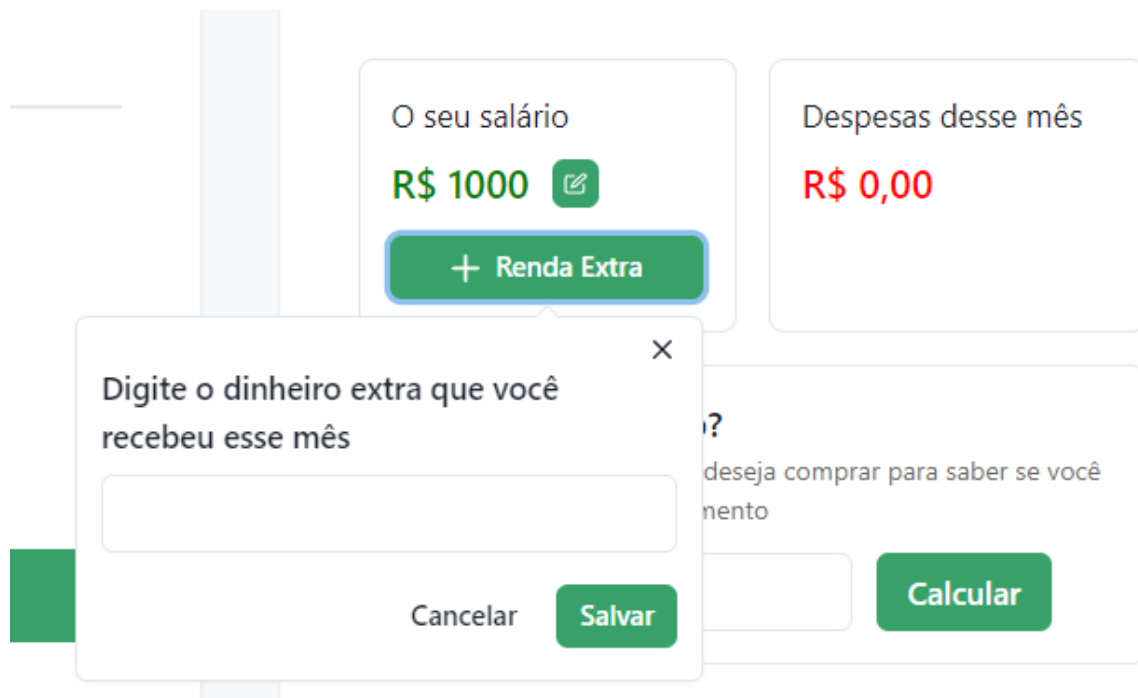 O seu salário
R$ 1000
+ Renda Extra
Despesas desse mês
R$ 0,00
Digite o dinheiro extra que você
recebeu esse mês
Cancelar
Salvar
?
deseja comprar para saber se você
Calcular